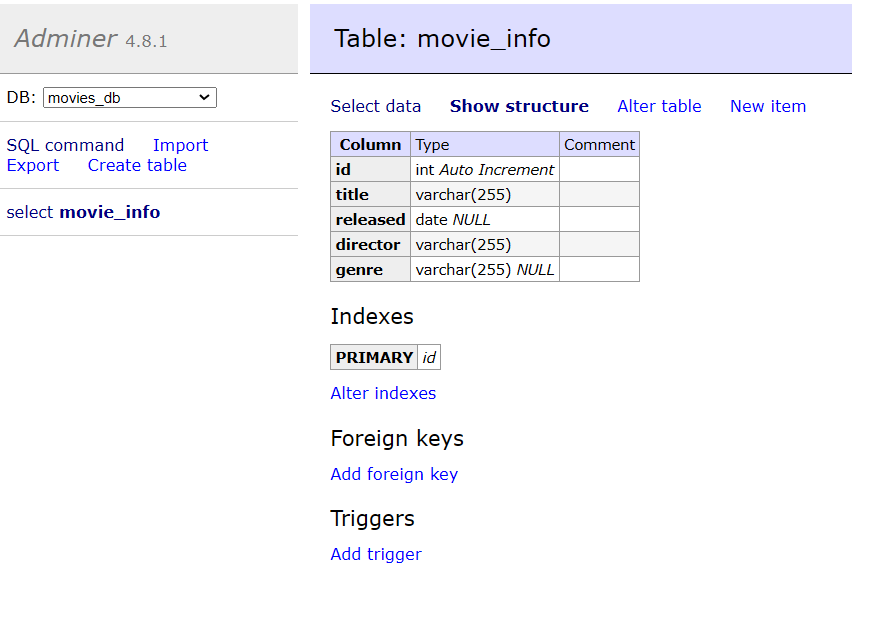 Adminer 4.8.1
DB: movies_db
SQL command Import
Export Create table
select movie_info
Table: movie_info
Select data Show structure Alter table New item
Column Type Comment
id int Auto Increment
title varchar(255)
released date NULL
director varchar(255)
genre varchar(255) NULL
Indexes
PRIMARY id
Alter indexes
Foreign keys
Add foreign key
Triggers
Add trigger